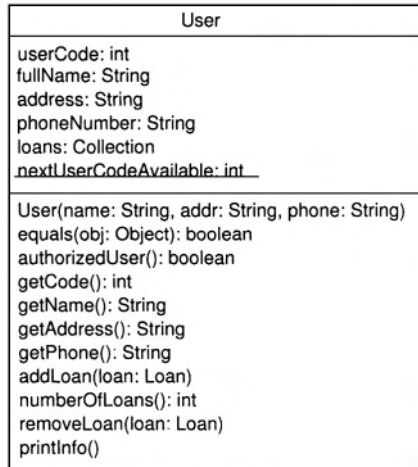 User
userCode: int
fullName: String
address: String
phoneNumber: String
loans: Collection
nextUserCodeAvailable: int
User(name: String, addr: String, phone: String)
equals(obj: Object): boolean
authorizedUser(): boolean
getCode(): int
getName(): String
getAddress(): String
getPhone(): String
addLoan(loan: Loan)
numberOfLoans(): int
removeLoan(loan: Loan)
printInfo()